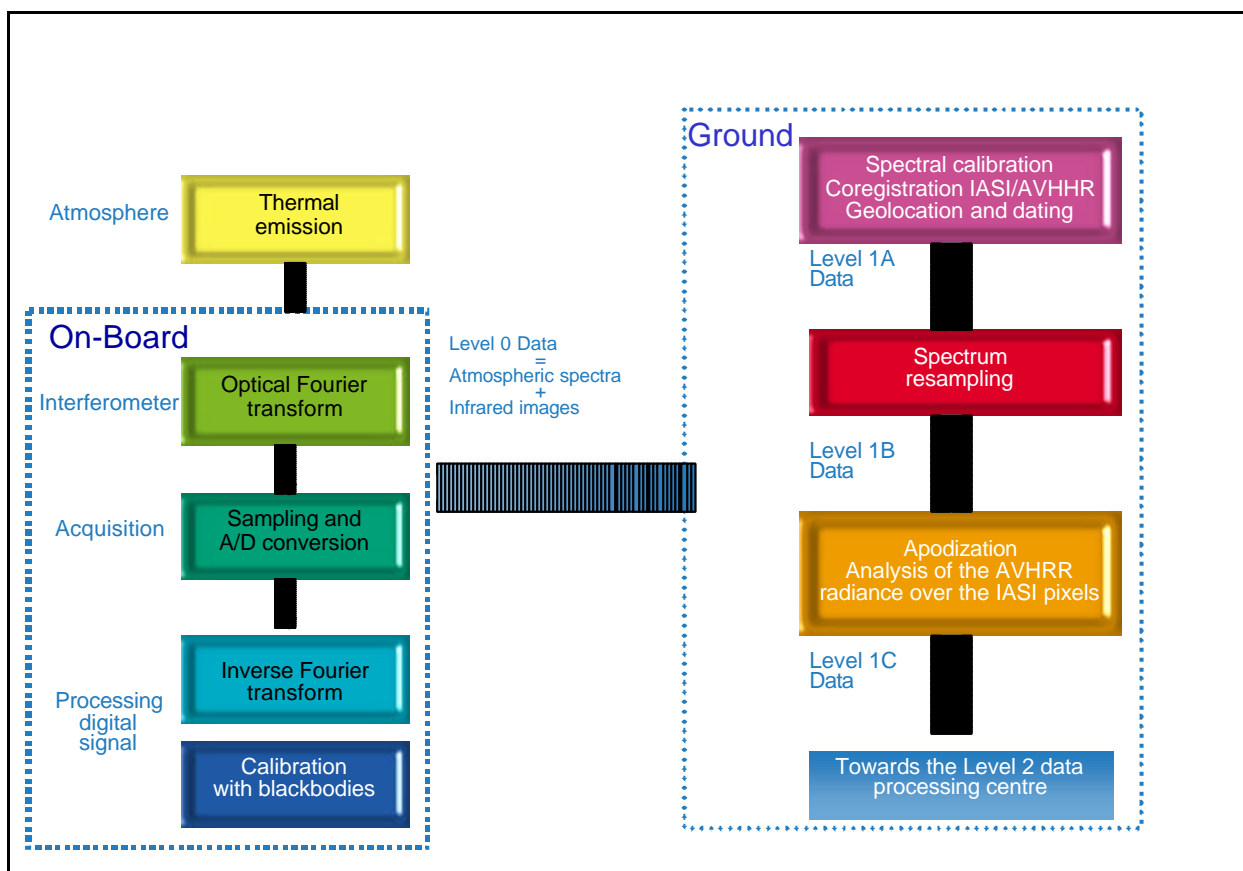 Atmosphere
Thermal
emission
On-Board
Interferometer
Optical Fourier
transform
Acquisition
Sampling and
A/D conversion
Processing
digital
signal
Inverse Fourier
transform
Calibration
with blackbodies
Level 0 Data
=
Atmospheric spectra
+
Infrared images
Ground
Spectral calibration
Coregistration IASI/AVHHR
Geolocation and dating
Level 1A
Data
Spectrum
resampling
Level 1B
Data
Apodization
Analysis of the AVHRR
radiance over the IASI pixels
Level 1C
Data
Towards the Level 2 data
processing centre